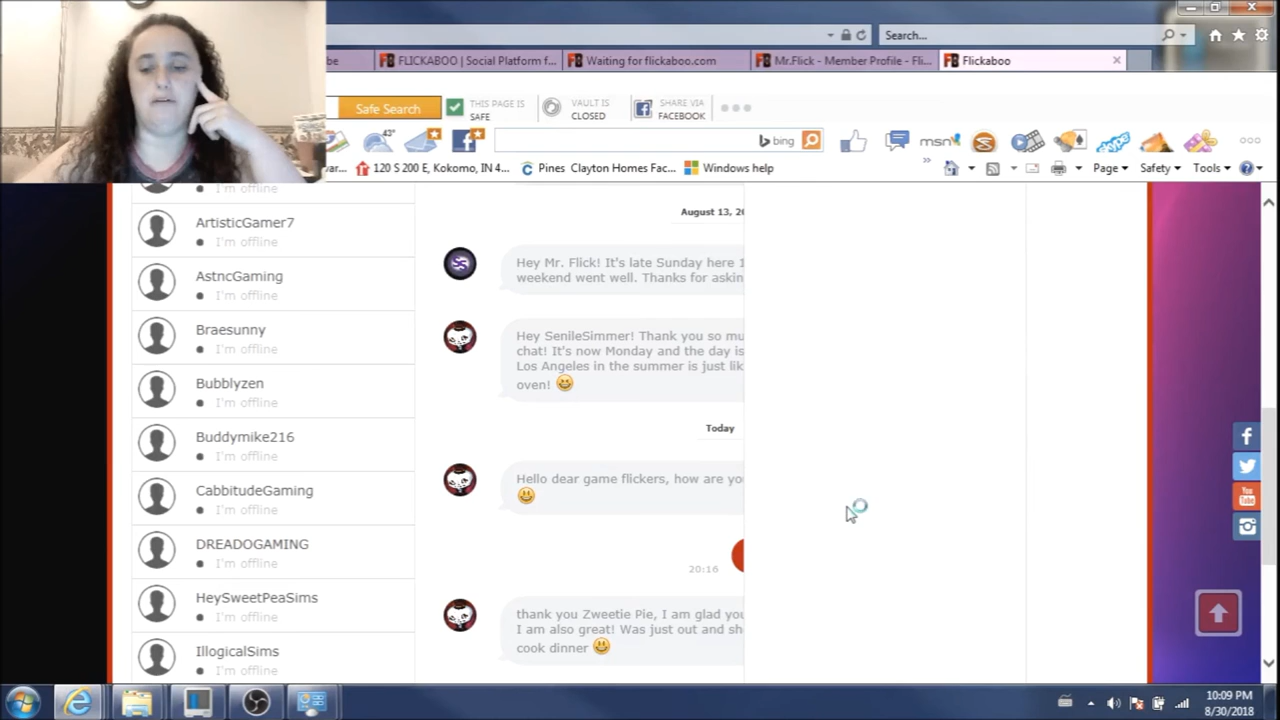 Search...
be
FLICKABOO | Social Platform f...
Waiting for flickaboo.com
Mr.Flick - Member Profile - Fli...
Flickaboo
Safe Search
THIS PAGE IS
SAFE
VAULT IS
CLOSED
SHARE VIA
FACEBOOK
43°
bing
msn
skype
var...
120 S 200 E, Kokomo, IN 4...
Pines
Clayton Homes Fac...
Windows help
Page
Safety
Tools
I'm offline
ArtisticGamer7
I'm offline
AstncGaming
I'm offline
Braesunny
I'm offline
Bubblyzen
I'm offline
Buddymike216
I'm offline
CabbitudeGaming
I'm offline
DREADOGAMING
I'm offline
HeySweetPeaSims
I'm offline
IllogicalSims
I'm offline
August 13, 20
Hey Mr. Flick! It's late Sunday here 1
weekend went well. Thanks for askin
Hey SenileSimmer! Thank you so mu
chat! It's now Monday and the day is
Los Angeles in the summer is just lik
oven!
Today
Hello dear game flickers, how are yo
20:16
thank you Zweetie Pie, I am glad you
I am also great! Was just out and sh
cook dinner
You
Tube
10:09 PM
8/30/2018